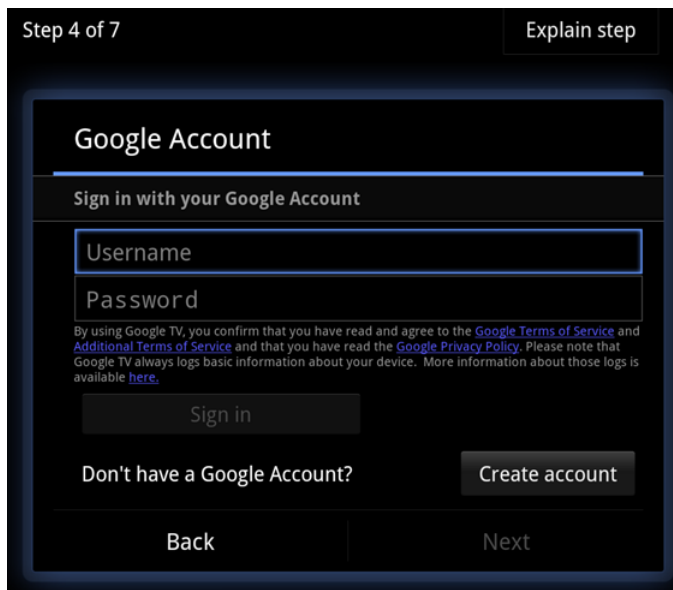 Step 4 of 7
Explain step
Google Account
Sign in with your Google Account
Username
Password
By using Google TV, you confirm that you have read and agree to the Google Terms of Service and
Additional Terms of Service and that you have read the Google Privacy Policy. Please note that
Google TV always logs basic information about your device. More information about those logs is
available here.
Sign in
Don't have a Google Account?
Create account
Back
Next